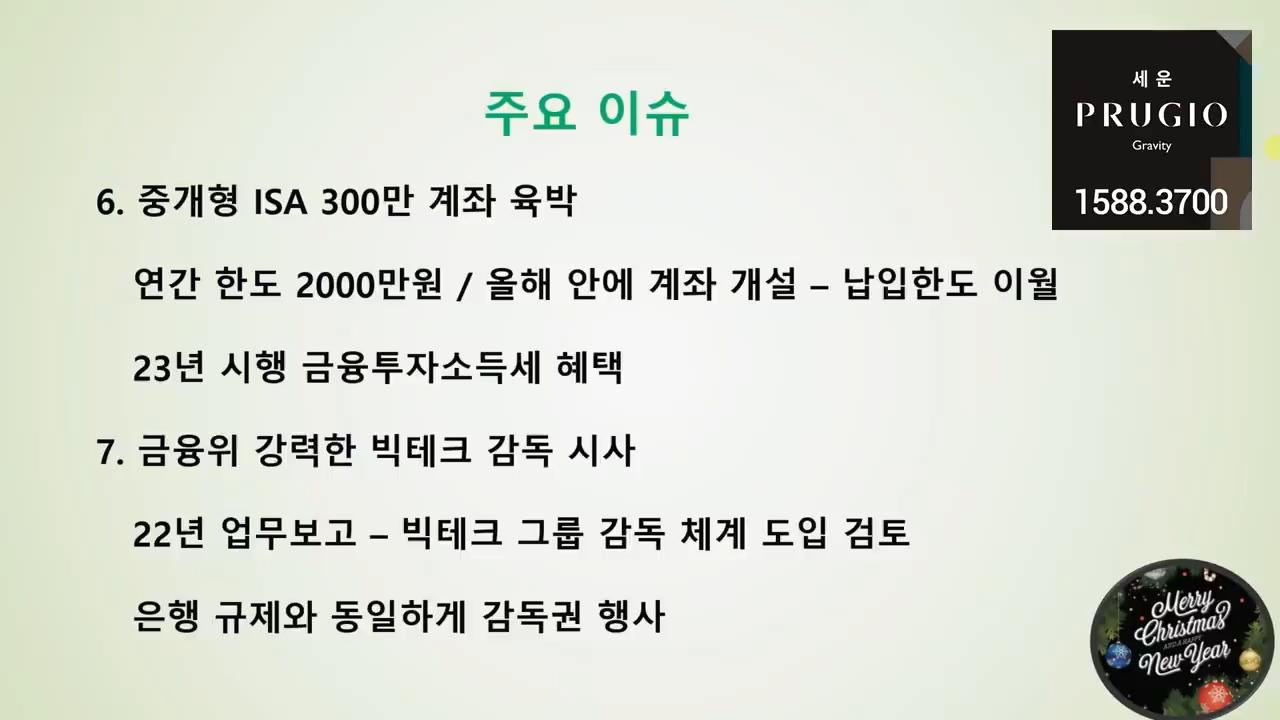 주요 이슈
6. 중개형 ISA 300만 계좌 육박
연간 한도 2000만원 / 올해 안에 계좌 개설 – 납입한도 이월
23년 시행 금융투자소득세 혜택
7. 금융위 강력한 빅테크 감독 시사
22년 업무보고 – 빅테크 그룹 감독 체계 도입 검토
은행 규제와 동일하게 감독권 행사
세운
PRUGIO
Gravity
1588.3700
Merry
Christmas
AND A HAPPY
New Year